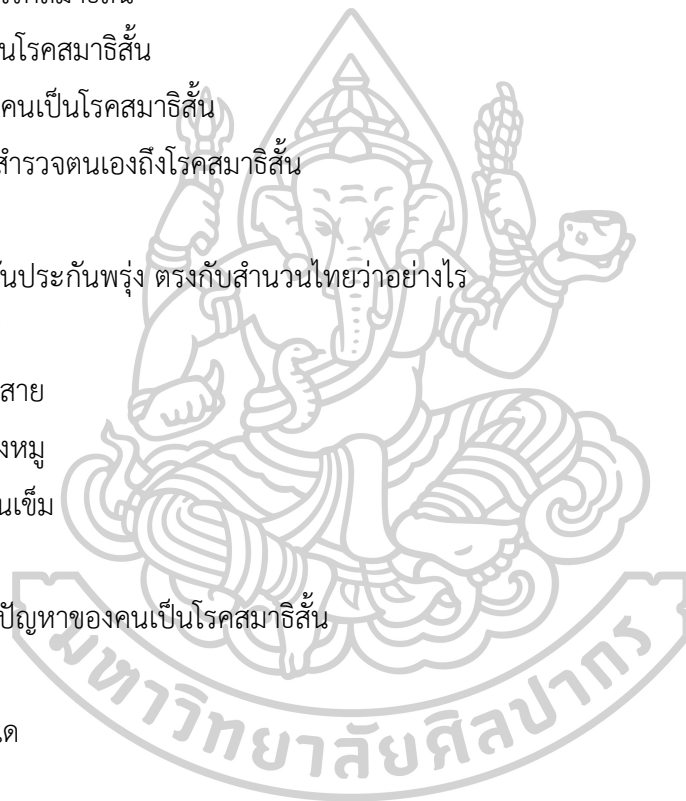 นโรคสมาธิสั้น
คนเป็นโรคสมาธิสั้น
สำรวจตนเองถึงโรคสมาธิสั้น
ันประกันพรุ่ง ตรงกับสำนวนไทยว่าอย่างไร
สาย
งหมู
นเข็ม
ปัญหาของคนเป็นโรคสมาธิสั้น
ด
มหาวิทยาลัยศิลปากร